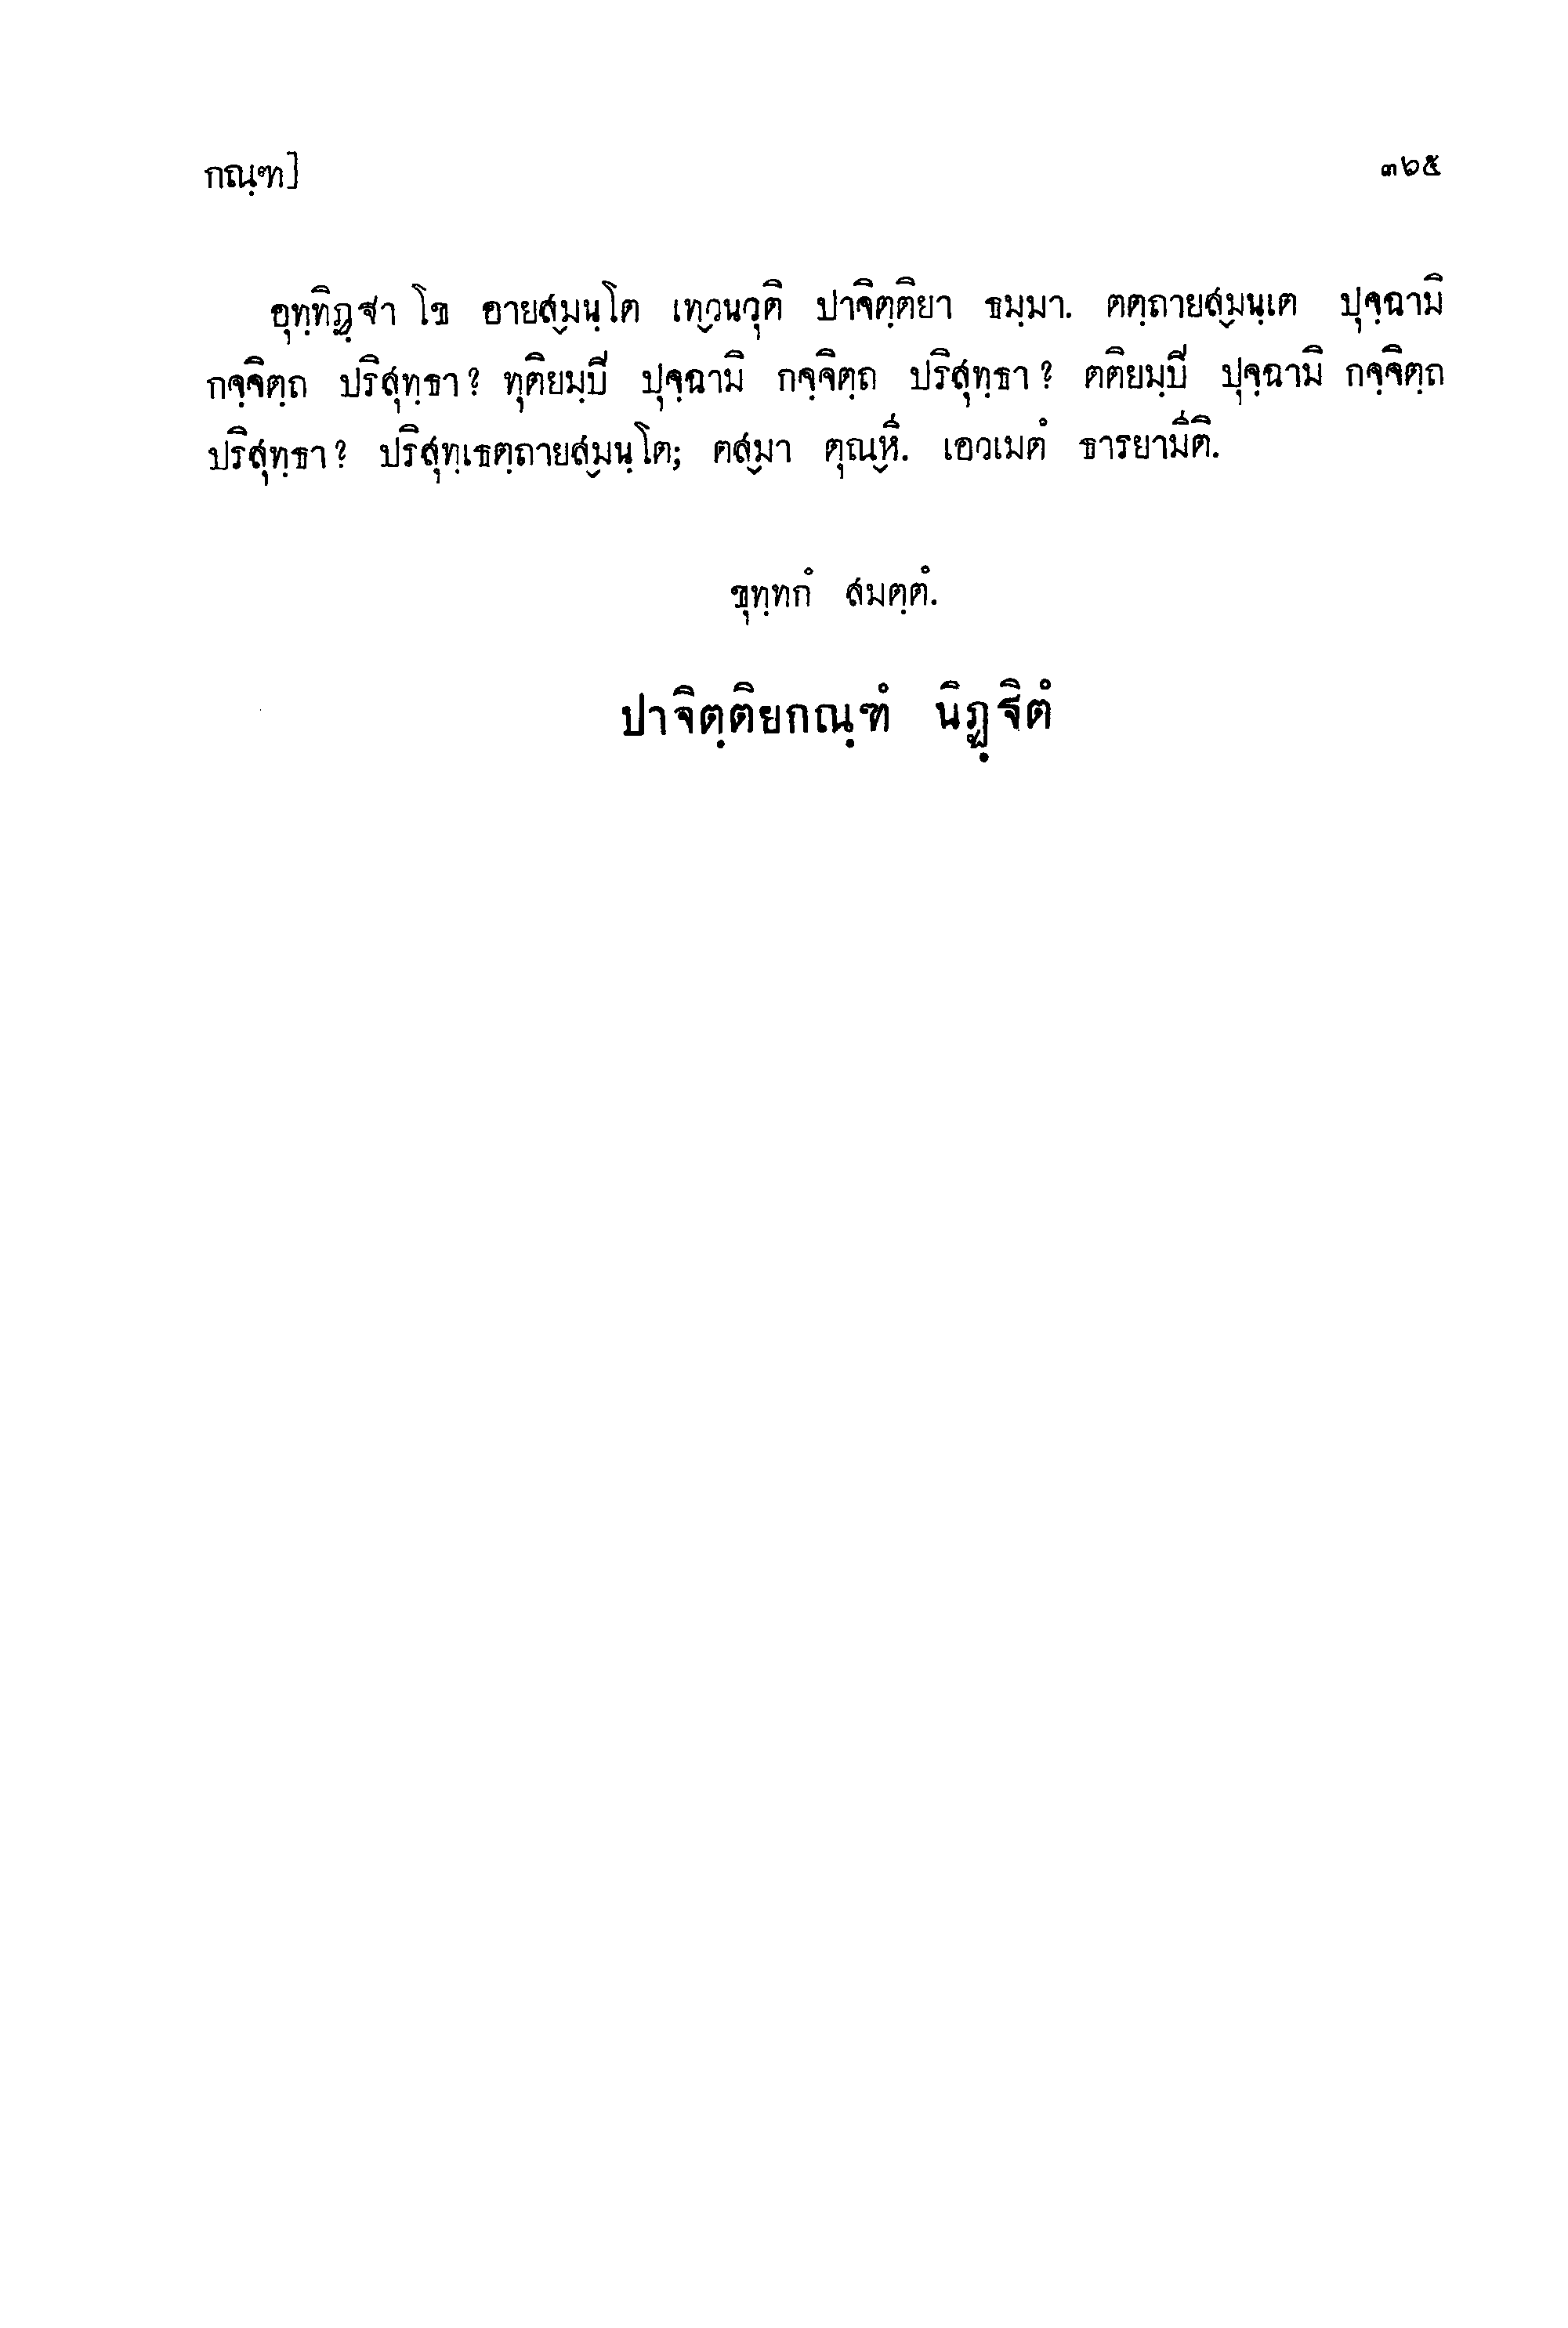 กณฺฑ]
๓๖๕
อุทฺทิฏฺฐา โข อายสฺมนฺโต เทฺวนวุติ ปาจิตฺติยา ธมฺมา. ตตฺถายสฺมนฺเต ปุจฺฉามิ
กจฺจิตฺถ ปริสุทฺธา? ทุติยมฺปี ปุจฺฉามิ กจฺจิตฺถ ปริสุทฺธา? ตติยมฺปี ปุจฺฉามิ กจฺจิตฺถ
ปริสุทฺธา? ปริสุทฺเธตฺถายสฺมนฺโต; ตสฺมา ตุณฺหึ. เอวเมตํ ธารยามึติ.
ขุทฺทกํ สมตฺตํ.
ปาจิตฺติยกณฺฑํ นิฏฺฐิตํ